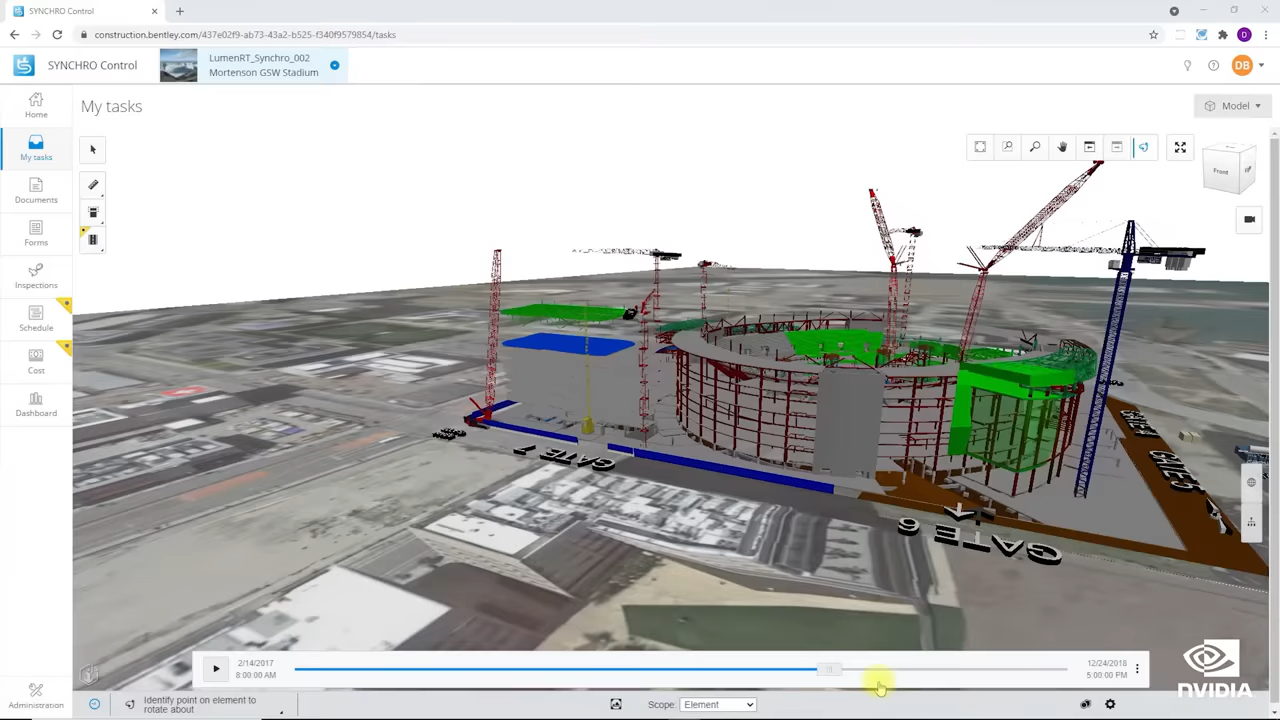 SYNCHRO Control
construction.bentley.com/437e02f9-ab73-43a2-b525-f340f9579854/tasks
D
SYNCHRO Control
LumenRT_Synchro_002
Mortenson GSW Stadium
DB
Home
My tasks
Documents
Forms
Inspections
Schedule
Cost
Dashboard
Administration
My tasks
Model
Front
GATE
GATE 6
2/14/2017
8:00:00 AM
12/24/2018
5:00:00 PM
Identify point on element to
rotate about
Scope:
Element
NVIDIA